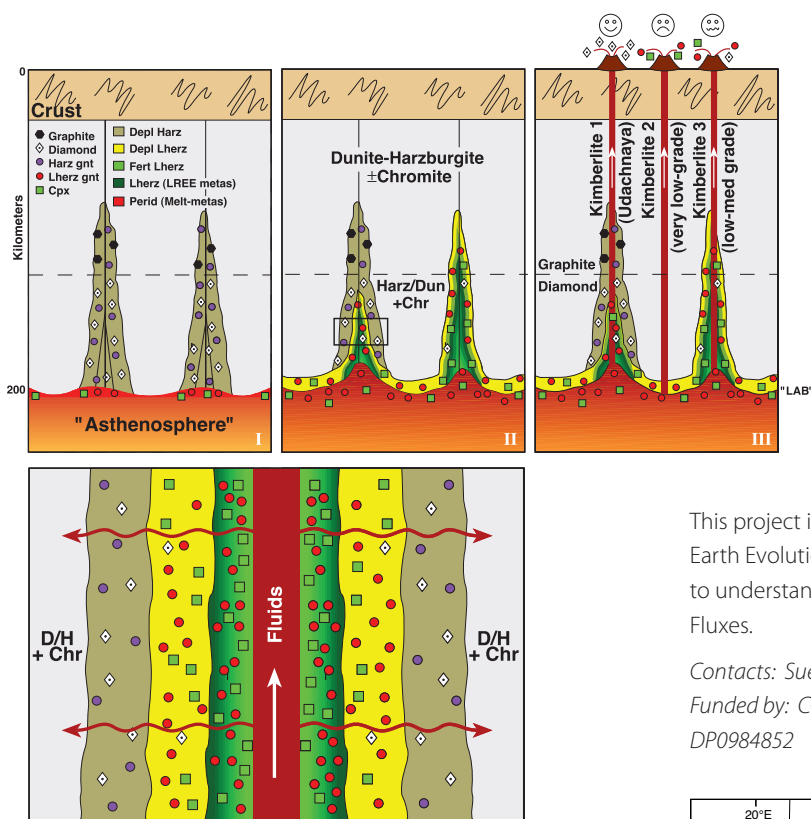 0
Crust
Graphite
Diamond
Harz gnt
Lherz gnt
Cpx
Depl Harz
Depl Lherz
Fert Lherz
Lherz (LREE metas)
Perid (Melt-metas)
Kilometers
200
"Asthenosphere"
I
Dunite-Harzburgite
±Chromite
Harz/Dun
+Chr
II
Kimberlite 1
(Udachnaya)
Kimberlite 2
(very low-grade)
Kimberlite 3
(low-med grade)
Graphite
Diamond
"LAB"
III
D/H
+ Chr
Fluids
D/H
+ Chr
This project i
Earth Evolutio
to understan
Fluxes.
Contacts: Sue
Funded by: C
DP0984852
20°E